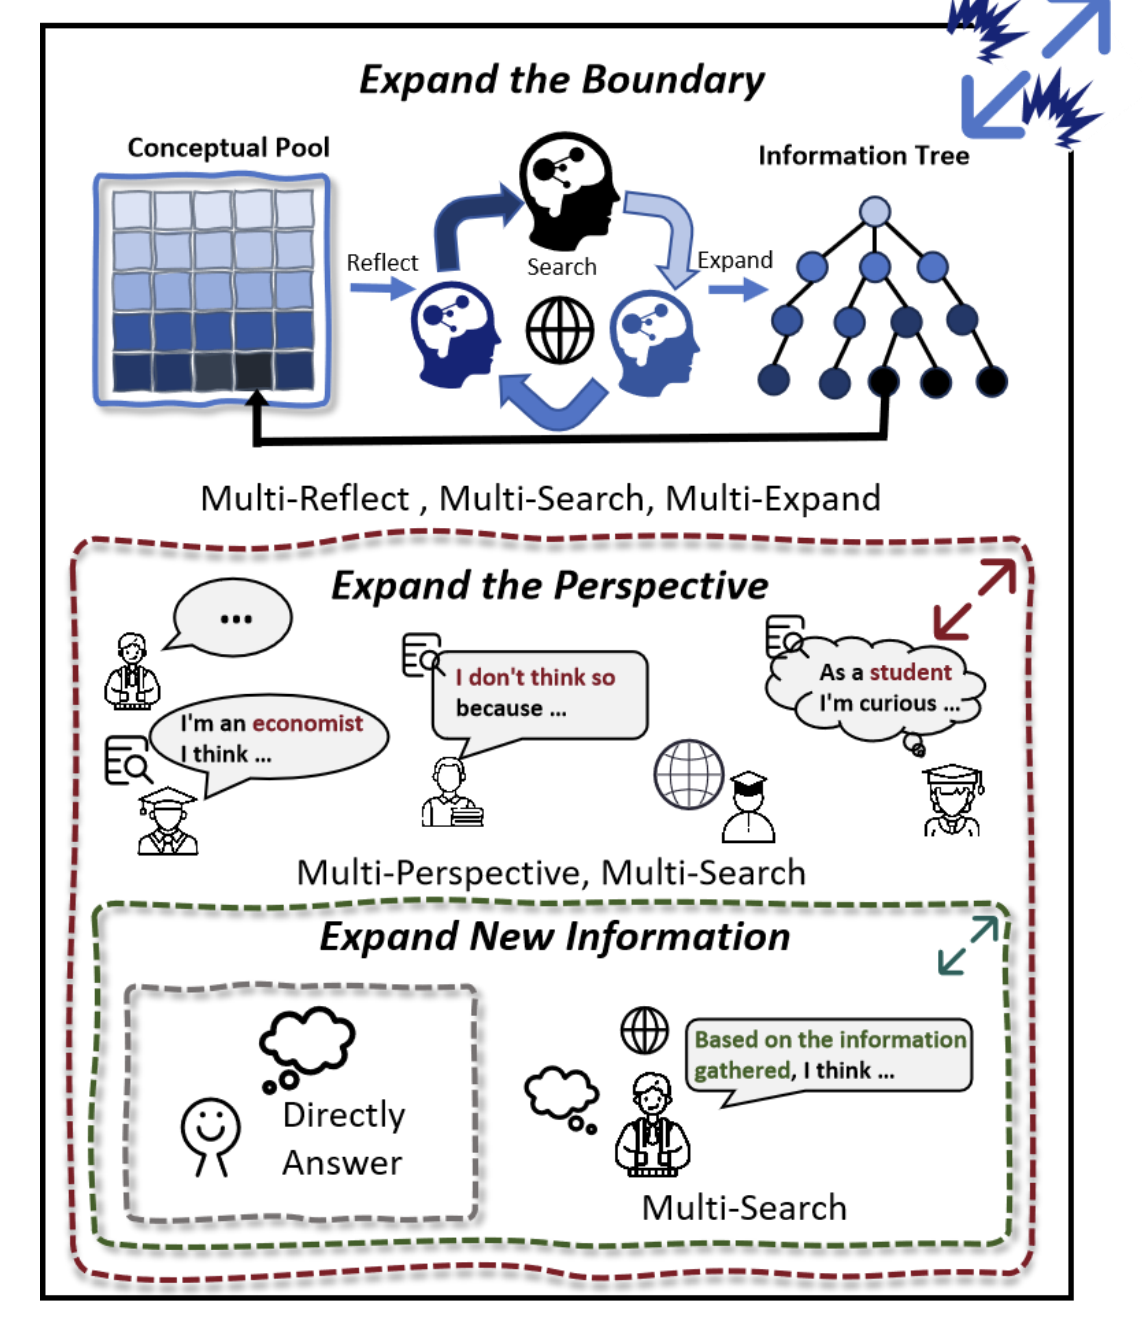 Expand the Boundary
Conceptual Pool
Information Tree
Reflect
Search
Expand
Multi-Reflect , Multi-Search, Multi-Expand
Expand the Perspective
...
I'm an economist
I think ...
I don't think so
because ...
As a student
I'm curious ...
Multi-Perspective, Multi-Search
Expand New Information
Directly
Answer
Based on the information
gathered, I think ...
Multi-Search